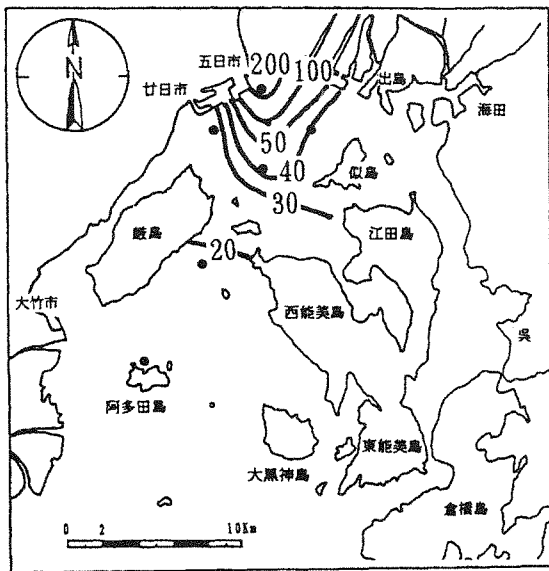 N
五日市
200
100
出島
廿日市
海田
50
40
似島
30
江田島
厳島
20
大竹市
西能美島
呉
阿多田島
東能美島
大黒神島
倉橋島
0 2 10Km